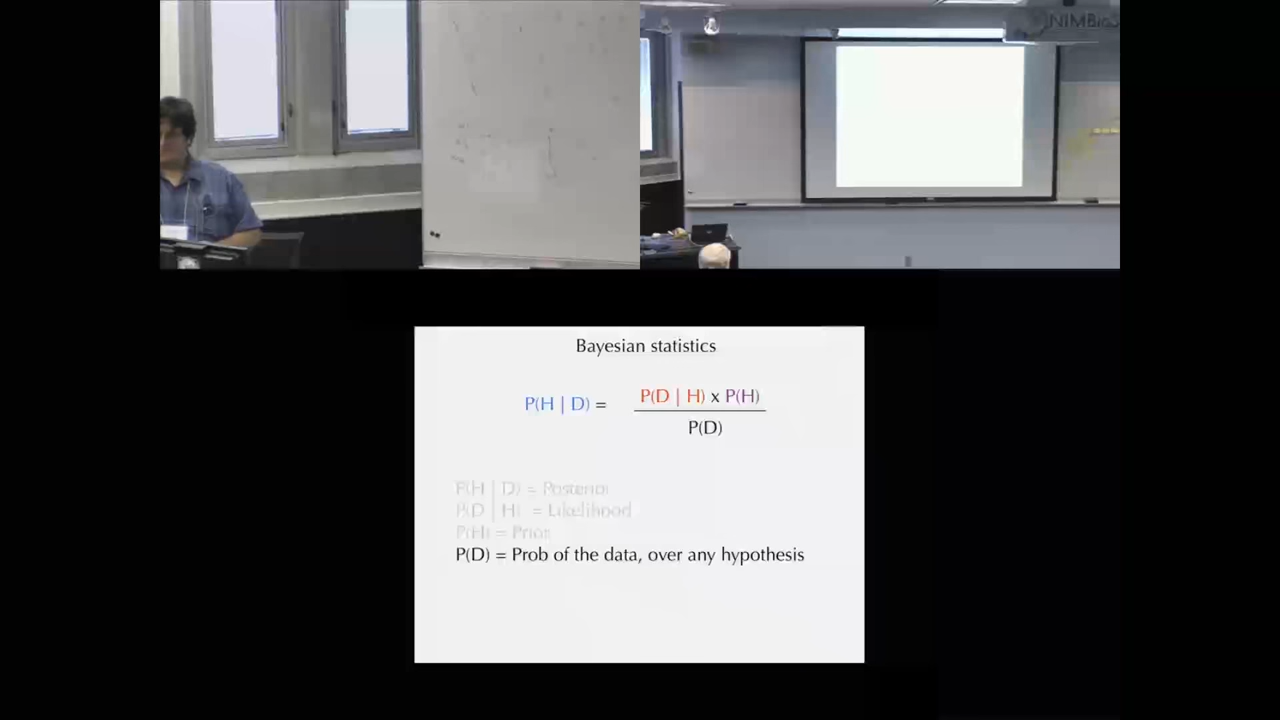 NIMBioS
Bayesian statistics
P(H | D) = P(D | H) x P(H)
P(D)
P(H | D) = Posterior
P(D | H) = Likelihood
P(H) = Prior
P(D) = Prob of the data, over any hypothesis